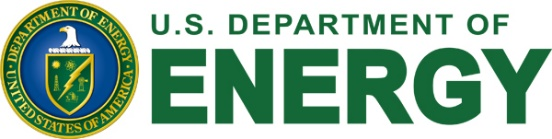 DEPARTMENT OF ENERGY
UNITED STATES OF AMERICA
U.S. DEPARTMENT OF
ENERGY